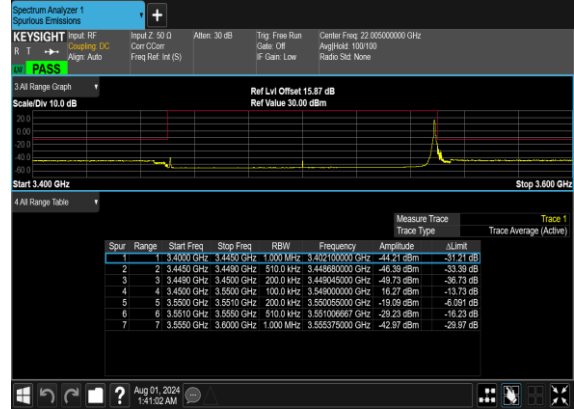 Spectrum Analyzer 1
Spurious Emissions
KEYSIGHT Input: RF Input Z: 50 Ω Atten: 30 dB Trig: Free Run Center Freq: 22.005000000 GHz
R T Coupling: DC Corr CCorr Gate: Off Avg|Hold: 100/100
Align: Auto Freq Ref: Int (S) IF Gain: Low Radio Std: None
PASS
3 All Range Graph
Ref Lvl Offset 15.87 dB
Scale/Div 10.0 dB Ref Value 30.00 dBm
20.0
0.00
-20.0
-40.0
-60.0
Start 3.400 GHz Stop 3.600 GHz
4 All Range Table
Measure Trace Trace 1
Trace Type Trace Average (Active)
Spur Range Start Freq Stop Freq RBW Frequency Amplitude ΔLimit
1 1 3.4000 GHz 3.4450 GHz 1.000 MHz 3.402100000 GHz -44.21 dBm -31.21 dB
2 2 3.4450 GHz 3.4490 GHz 510.0 kHz 3.448680000 GHz -46.39 dBm -33.39 dB
3 3 3.4490 GHz 3.4500 GHz 200.0 kHz 3.449045000 GHz -49.73 dBm -36.73 dB
4 4 3.4500 GHz 3.5500 GHz 100.0 kHz 3.549000000 GHz 16.27 dBm -13.73 dB
5 5 3.5500 GHz 3.5510 GHz 200.0 kHz 3.550055000 GHz -19.09 dBm -6.091 dB
6 6 3.5510 GHz 3.5550 GHz 510.0 kHz 3.551006667 GHz -29.23 dBm -16.23 dB
7 7 3.5550 GHz 3.6000 GHz 1.000 MHz 3.555375000 GHz -42.97 dBm -29.97 dB
? Aug 01, 2024
1:41:02 AM